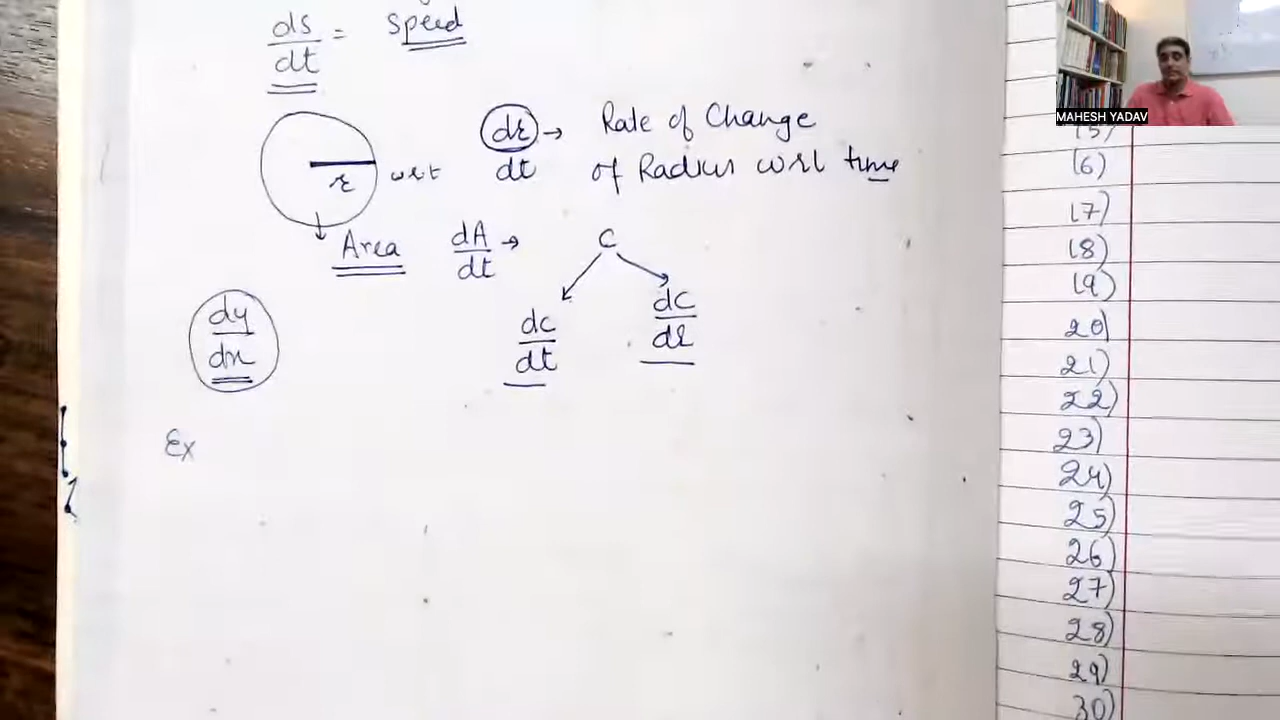 ds/dt = speed
dr/dt → Rate of Change
r wrt of Radius wrt time
Area dA/dt → C
dy/dx dc/dt dc/dr
Ex
MAHESH YADAV
15)
16)
17)
18)
19)
20)
21)
22)
23)
24)
25)
26)
27)
28)
29)
30)